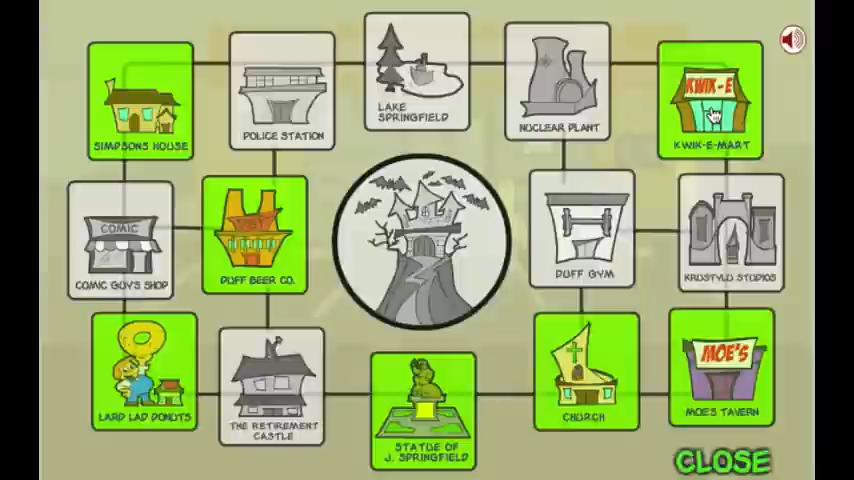 LAKE
SPRINGFIELD
SIMPSONS HOUSE
POLICE STATION
NUCLEAR PLANT
KWIK-E
KWIK-E-MART
COMIC
COMIC GUY'S SHOP
DUFF
DUFF BEER CO.
DUFF GYM
KRUSTYLU STUDIOS
LARD LAD DONUTS
THE RETIREMENT
CASTLE
STATUE OF
J. SPRINGFIELD
CHURCH
MOE'S
MOE'S TAVERN
CLOSE